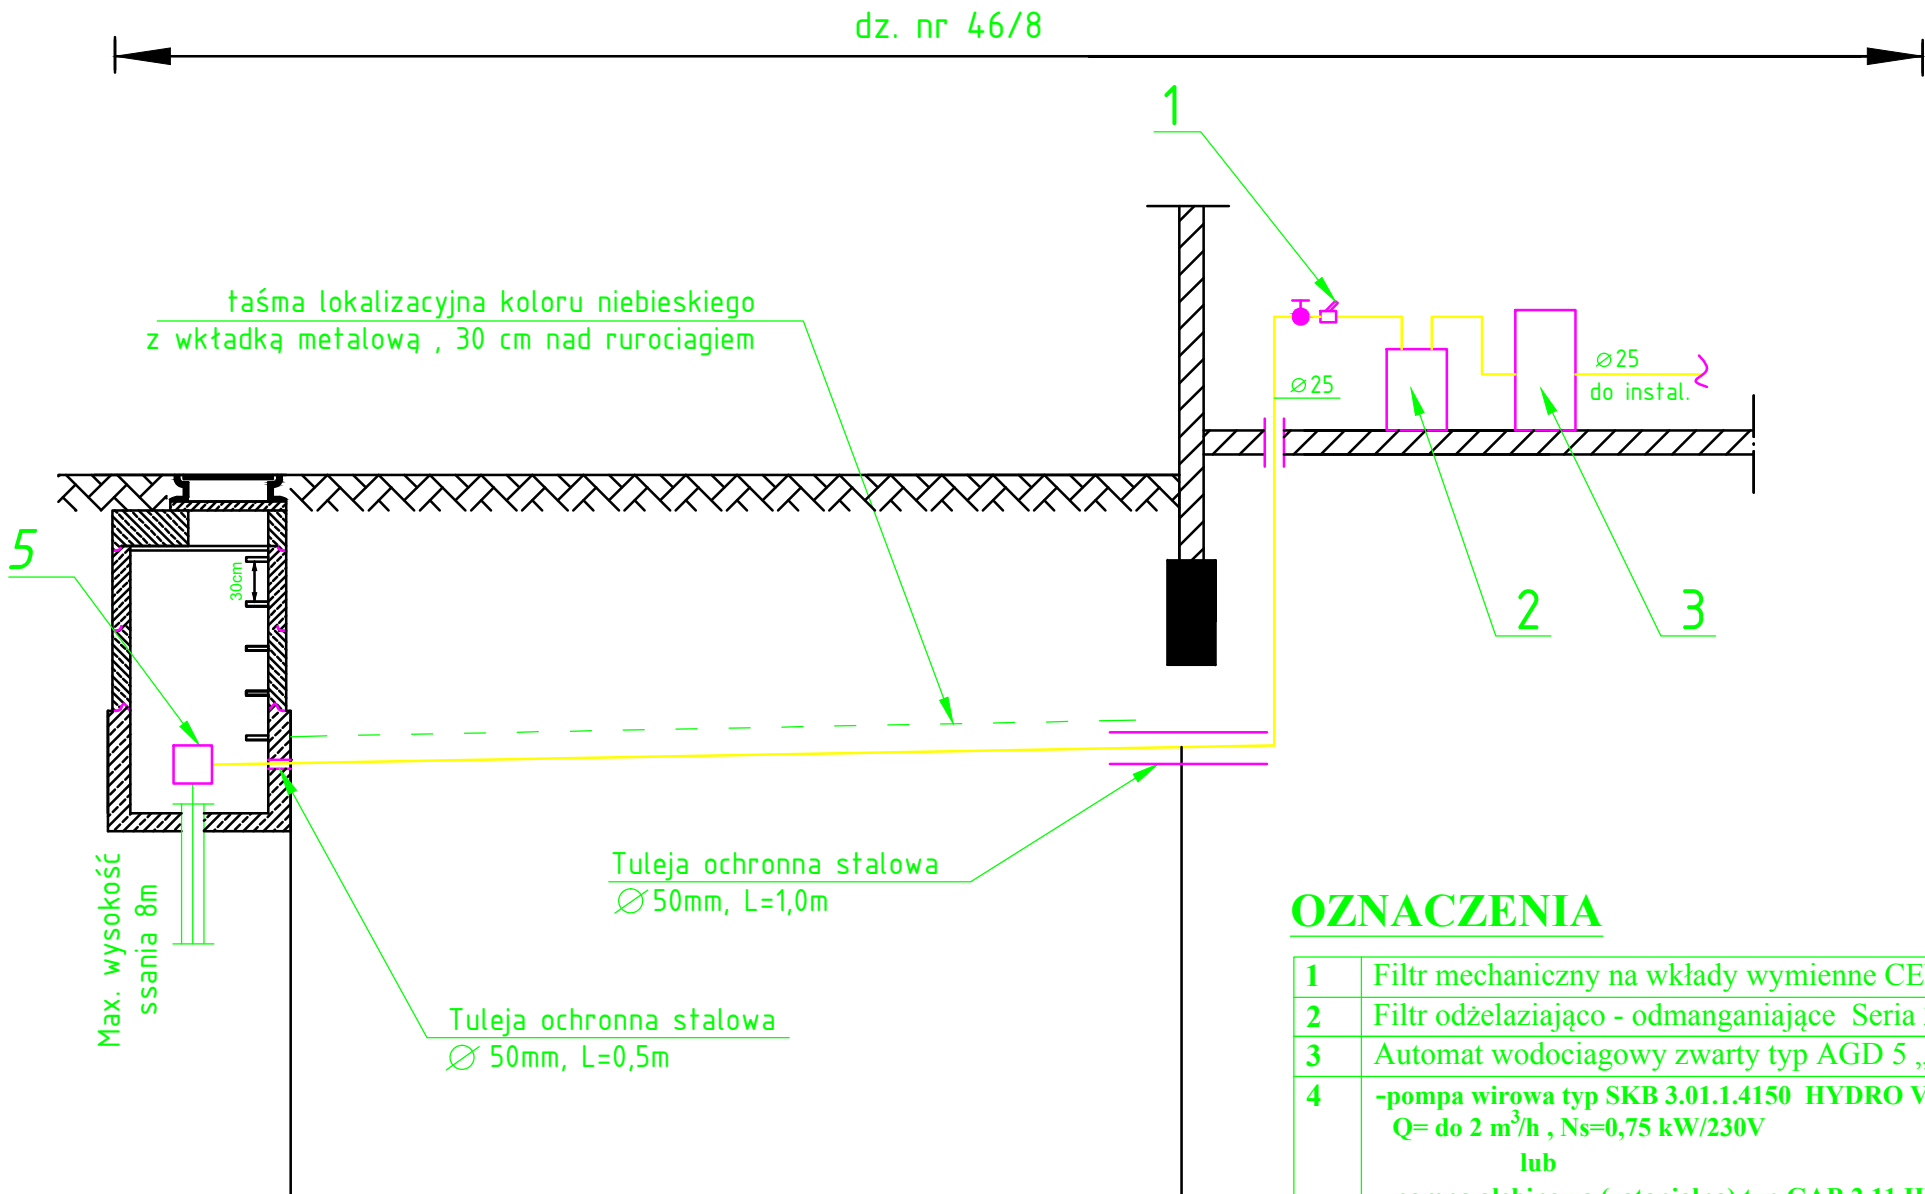 dz. nr 46/8
1
taśma lokalizacyjna koloru niebieskiego
z wkładką metalową , 30 cm nad rurociagiem
⌀25
⌀25
do instal.
5
30cm
2
3
Tuleja ochronna stalowa
⌀ 50mm, L=1,0m
Max. wysokość
ssania 8m
Tuleja ochronna stalowa
⌀ 50mm, L=0,5m
OZNACZENIA
1 Filtr mechaniczny na wkłady wymienne CE
2 Filtr odżelaziająco - odmanganiające Seria
3 Automat wodociagowy zwarty typ AGD 5 ,,
4 -pompa wirowa typ SKB 3.01.1.4150 HYDRO V
Q= do 2 m³/h , Ns=0,75 kW/230V
lub